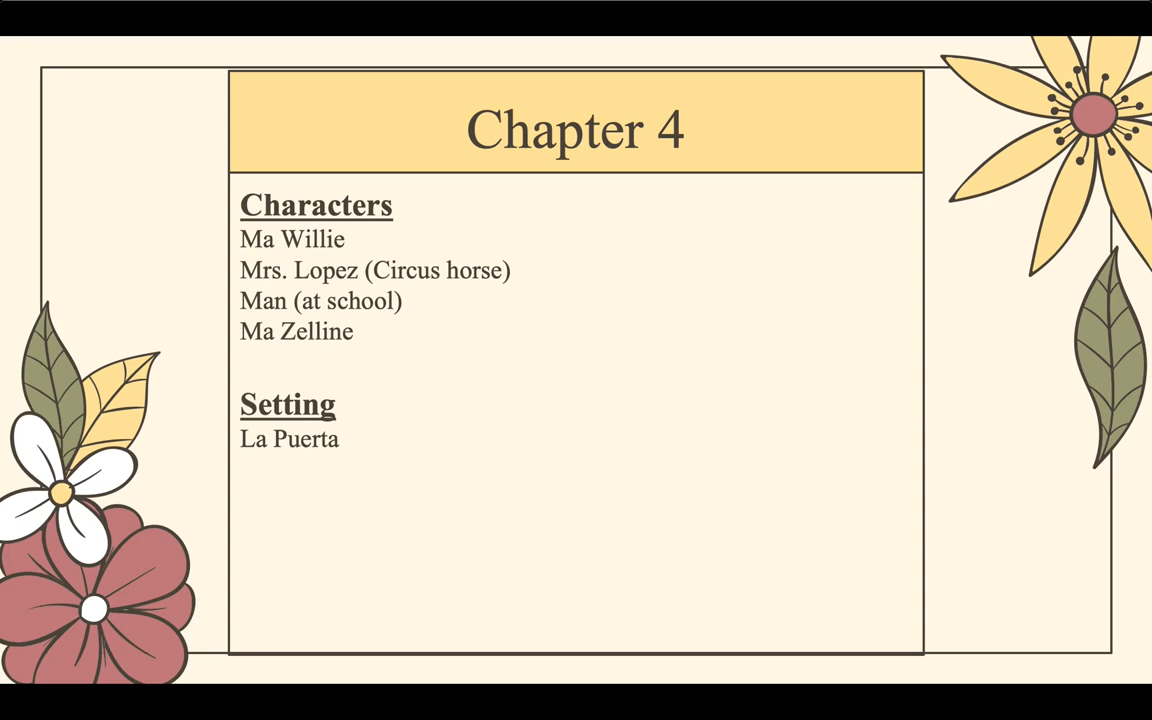 Chapter 4
Characters
Ma Willie
Mrs. Lopez (Circus horse)
Man (at school)
Ma Zelline
Setting
La Puerta